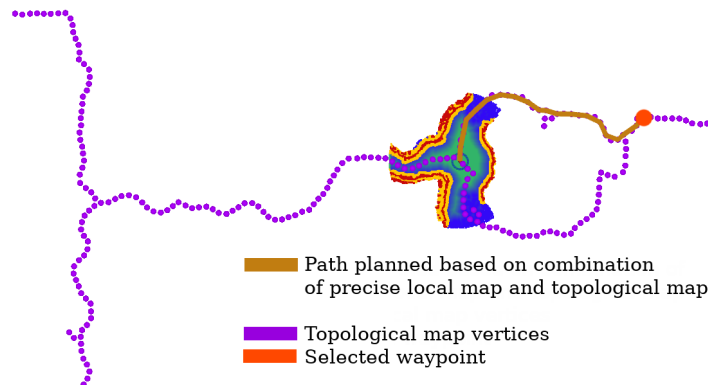 Path planned based on combination
of precise local map and topological map
Topological map vertices
Selected waypoint